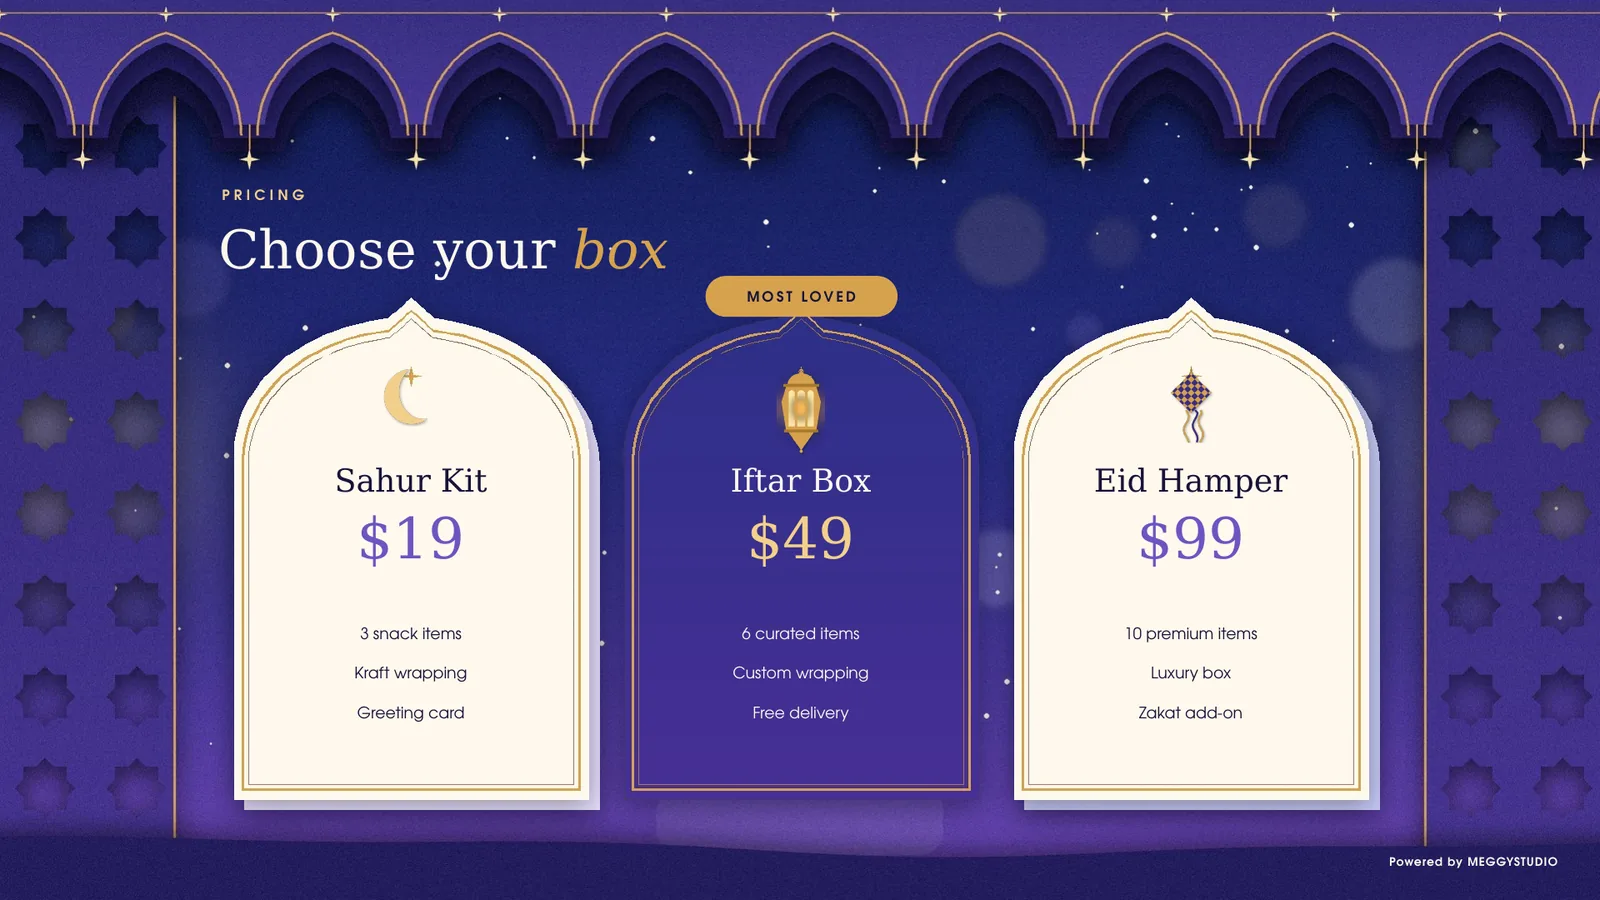 PRICING
Choose your box
MOST LOVED
Sahur Kit
$19
3 snack items
Kraft wrapping
Greeting card
Iftar Box
$49
6 curated items
Custom wrapping
Free delivery
Eid Hamper
$99
10 premium items
Luxury box
Zakat add-on
Powered by MEGGYSTUDIO